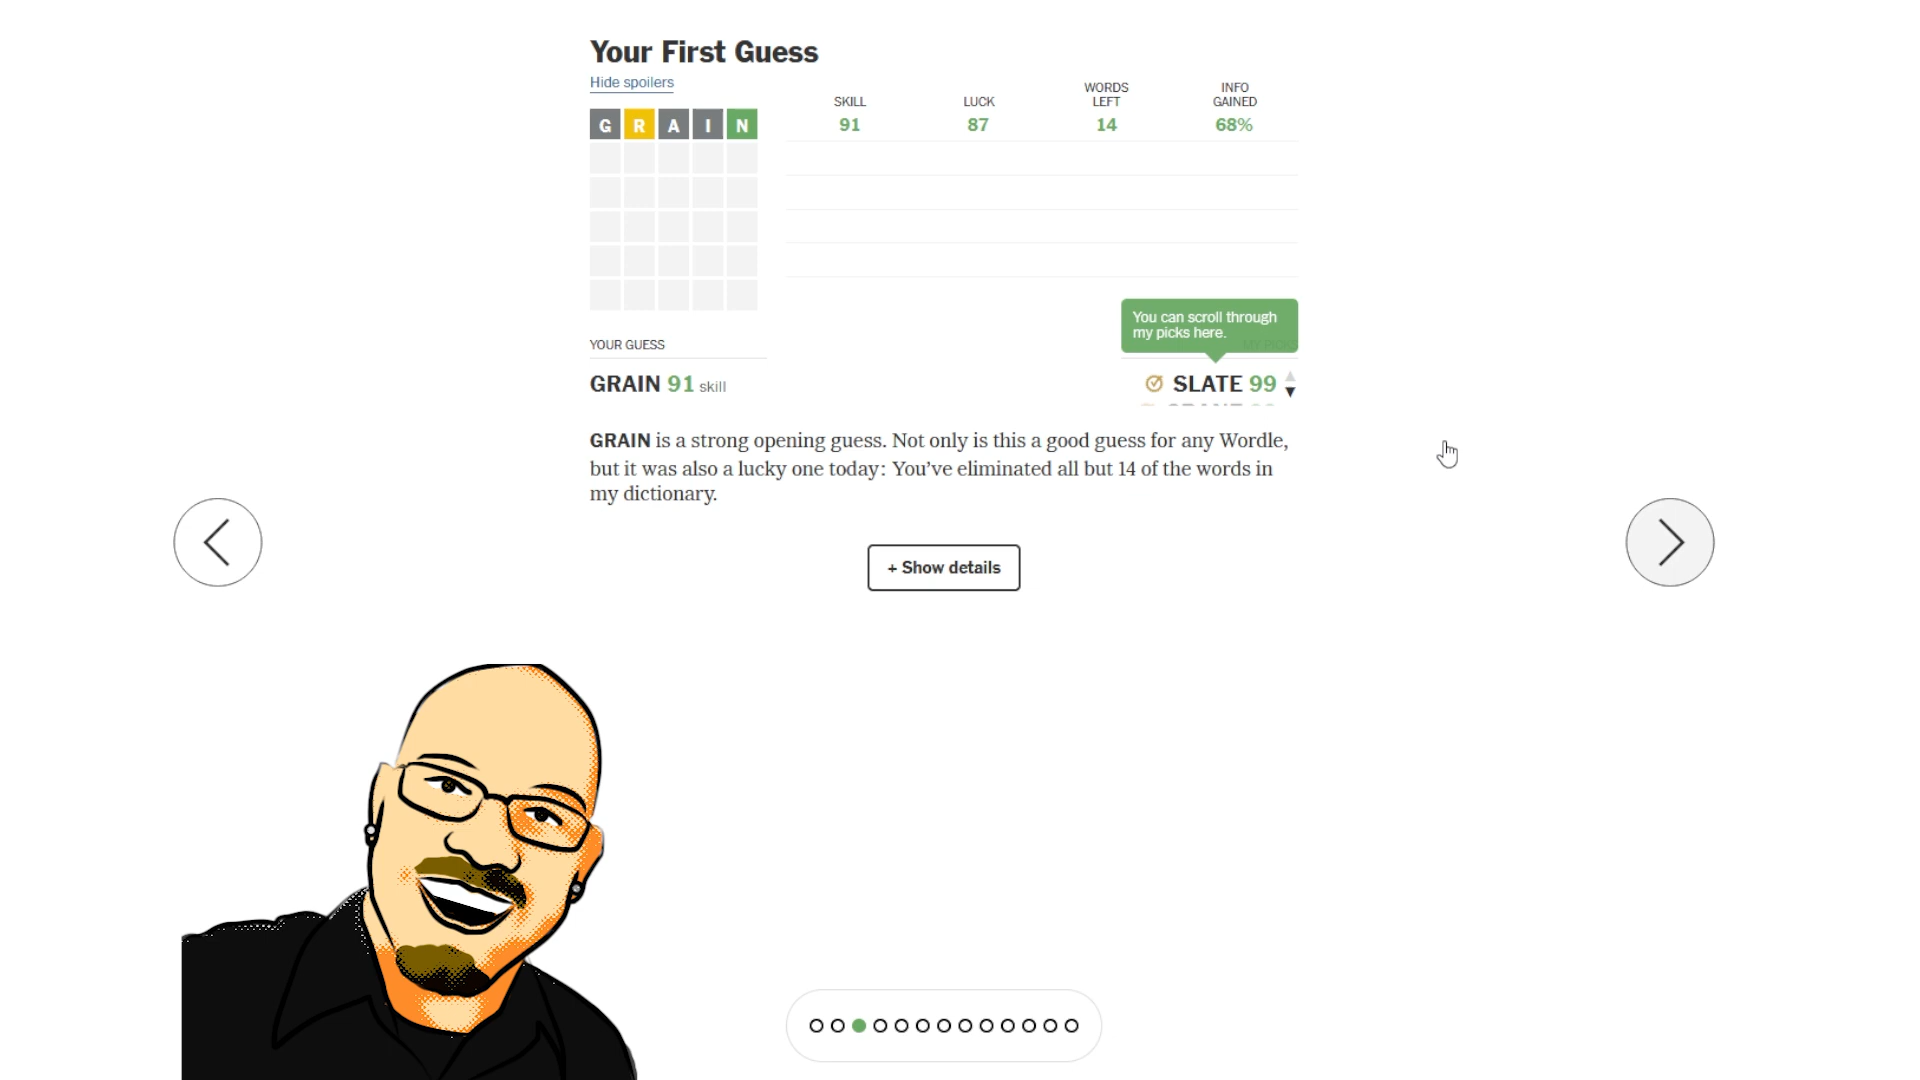 Your First Guess
Hide spoilers
SKILL
LUCK
WORDS
LEFT
INFO
GAINED
G R A I N
91
87
14
68%
You can scroll through
my picks here.
YOUR GUESS
GRAIN 91 skill
SLATE 99
GRAIN is a strong opening guess. Not only is this a good guess for any Wordle,
but it was also a lucky one today: You’ve eliminated all but 14 of the words in
my dictionary.
+ Show details